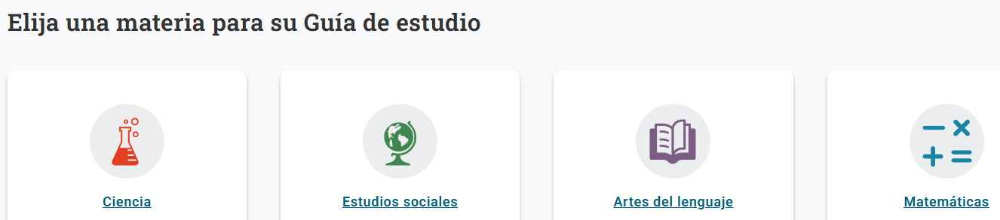 Elija una materia para su Guía de estudio
Ciencia
Estudios sociales
Artes del lenguaje
Matemáticas